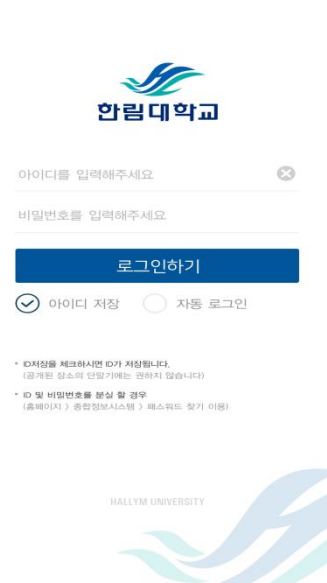 한림대학교
아이디를 입력해주세요
비밀번호를 입력해주세요
로그인하기
아이디 저장 자동 로그인
* ID저장을 체크하시면 ID가 저장됩니다.
(공개된 장소의 단말기에는 권하지 않습니다)
* ID 및 비밀번호를 분실 할 경우
(홈페이지 > 종합정보시스템 > 패스워드 찾기 이용)
HALLYM UNIVERSITY